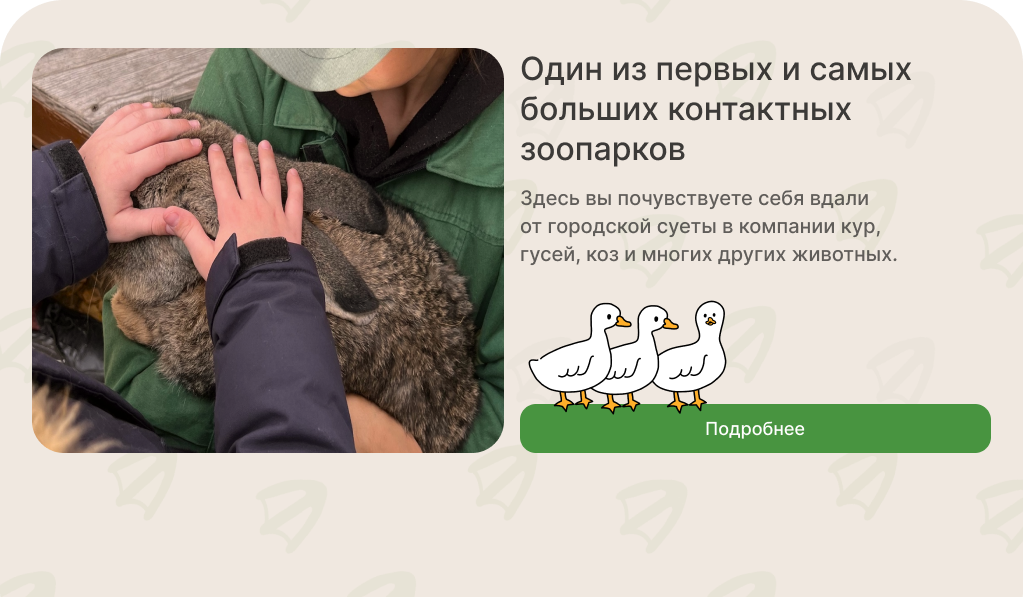 Один из первых и самых
больших контактных
зоопарков
Здесь вы почувствуете себя вдали
от городской суеты в компании кур,
гусей, коз и многих других животных.
Подробнее